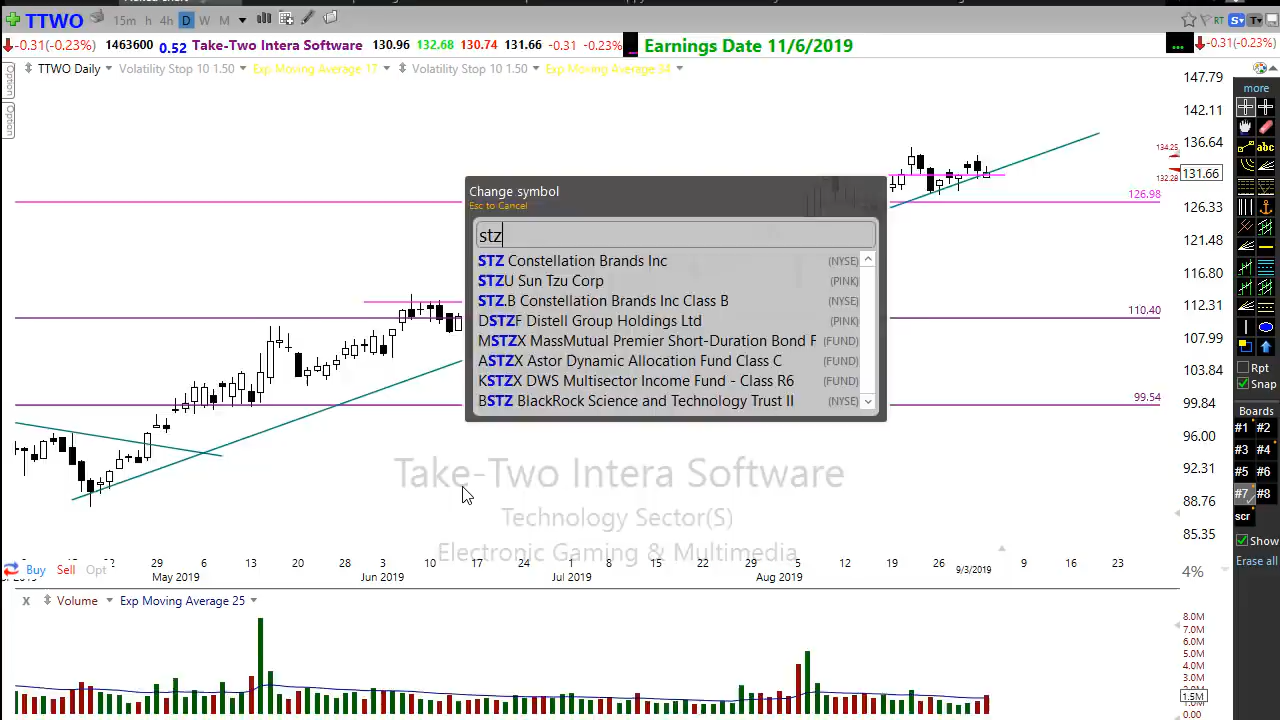 TTWO 15m h 4h D W M RT S T
-0.31(-0.23%) 1463600 0.52 Take-Two Intera Software 130.96 132.68 130.74 131.66 -0.31 -0.23% Earnings Date 11/6/2019 ... -0.31(-0.23%)
TTWO Daily Volatility Stop 10 1.50 Exp Moving Average 17 Volatility Stop 10 1.50 Exp Moving Average 34
Option
Option
147.79
142.11
136.64
134.25
132.28
131.66
126.98
126.33
121.48
116.80
112.31
110.40
107.99
103.84
99.54
99.84
96.00
92.31
88.76
85.35
Change symbol
Esc to Cancel
stz
STZ Constellation Brands Inc (NYSE)
STZU Sun Tzu Corp (PINK)
STZ.B Constellation Brands Inc Class B (NYSE)
DSTZF Distell Group Holdings Ltd (PINK)
MSTZX MassMutual Premier Short-Duration Bond F (FUND)
ASTZX Astor Dynamic Allocation Fund Class C (FUND)
KSTZX DWS Multisector Income Fund - Class R6 (FUND)
BSTZ BlackRock Science and Technology Trust II (NYSE)
Take-Two Intera Software
Technology Sector(S)
Electronic Gaming & Multimedia
29 6 13 20 28 3 10 17 24 1 8 15 22 29 5 12 19 26 9/3/2019 9 16 23
May 2019 Jun 2019 Jul 2019 Aug 2019
Buy Sell Opt
4%
X Volume Exp Moving Average 25
8.0M
7.0M
6.0M
5.0M
4.0M
3.0M
1.5M
0.00
more
abc
Rpt
Snap
Boards
#1 #2
#3 #4
#5 #6
#7 #8
scr
Show
Erase all